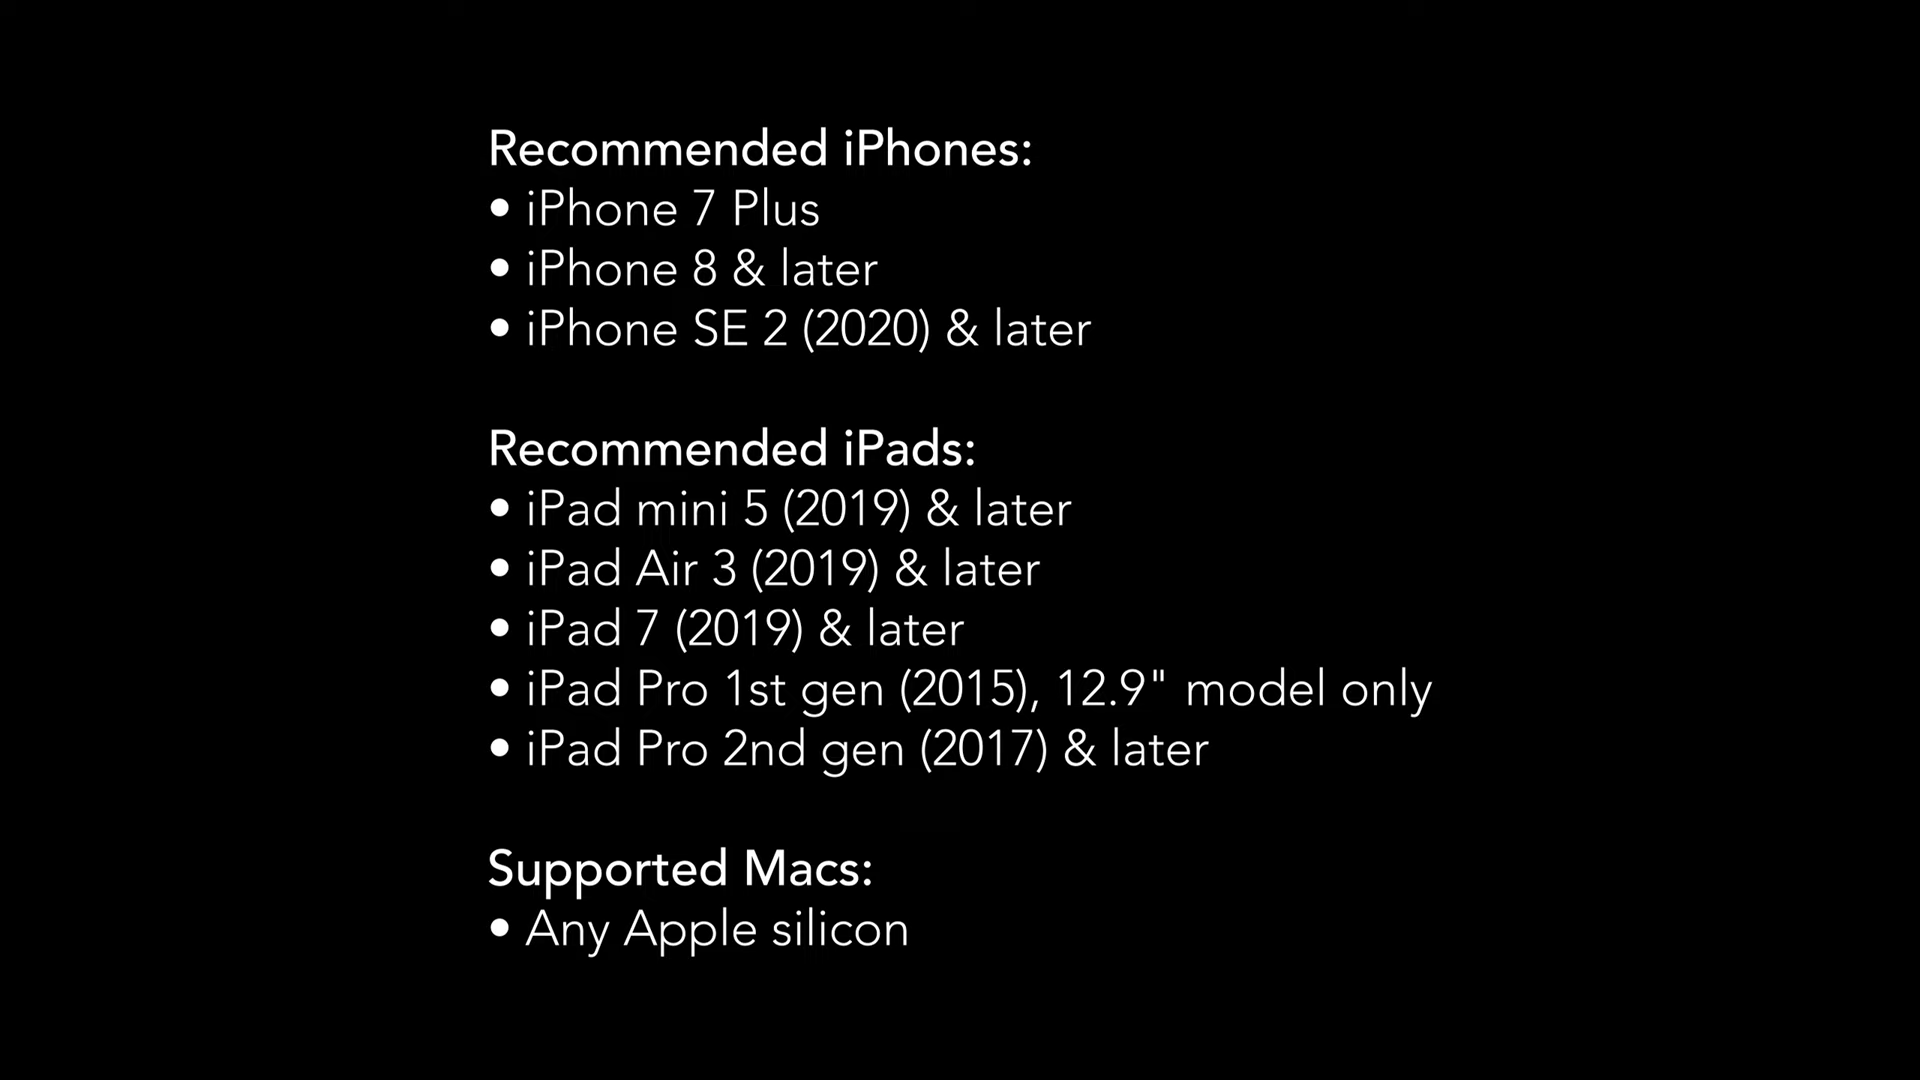 Recommended iPhones:
• iPhone 7 Plus
• iPhone 8 & later
• iPhone SE 2 (2020) & later
Recommended iPads:
• iPad mini 5 (2019) & later
• iPad Air 3 (2019) & later
• iPad 7 (2019) & later
• iPad Pro 1st gen (2015), 12.9" model only
• iPad Pro 2nd gen (2017) & later
Supported Macs:
• Any Apple silicon